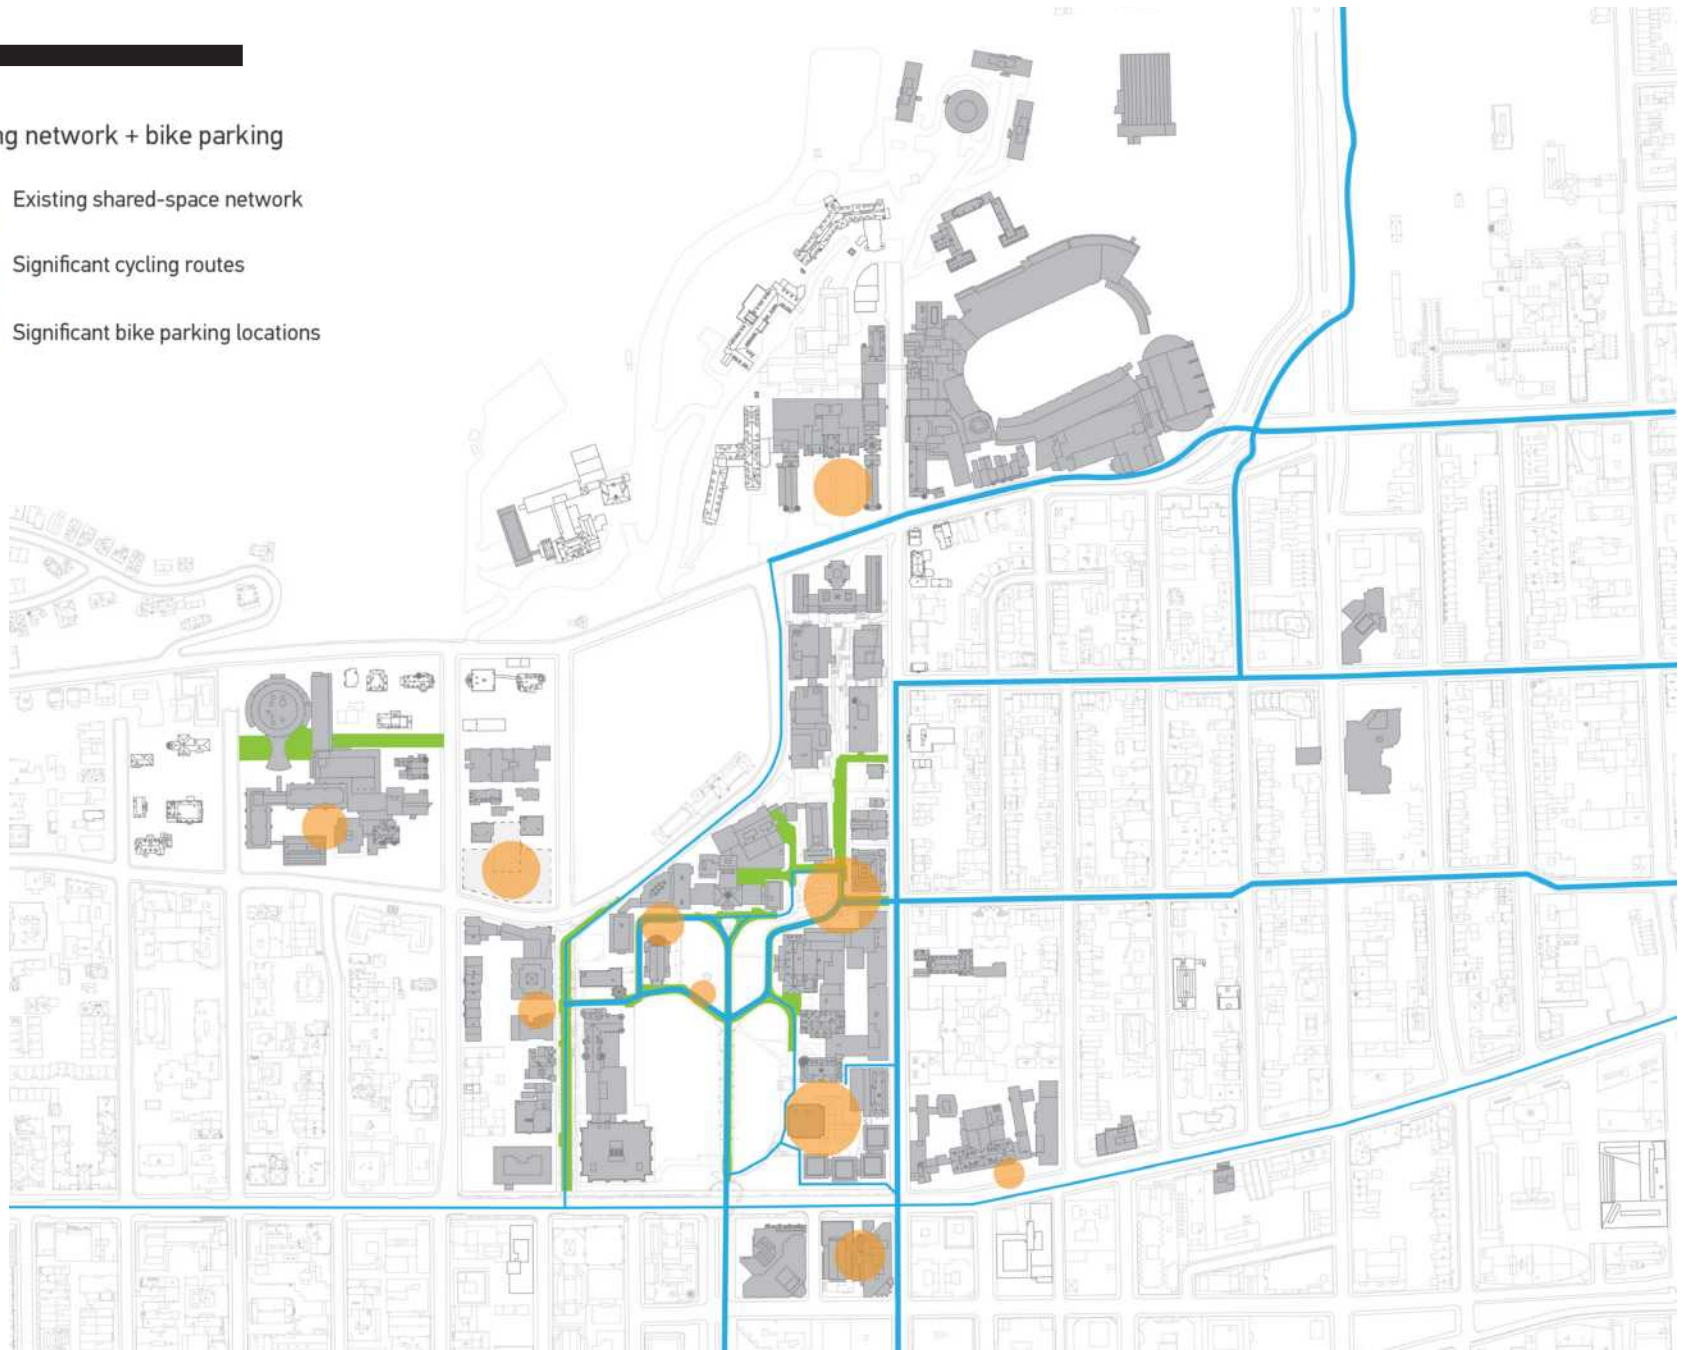 ng network + bike parking
Existing shared-space network
Significant cycling routes
Significant bike parking locations